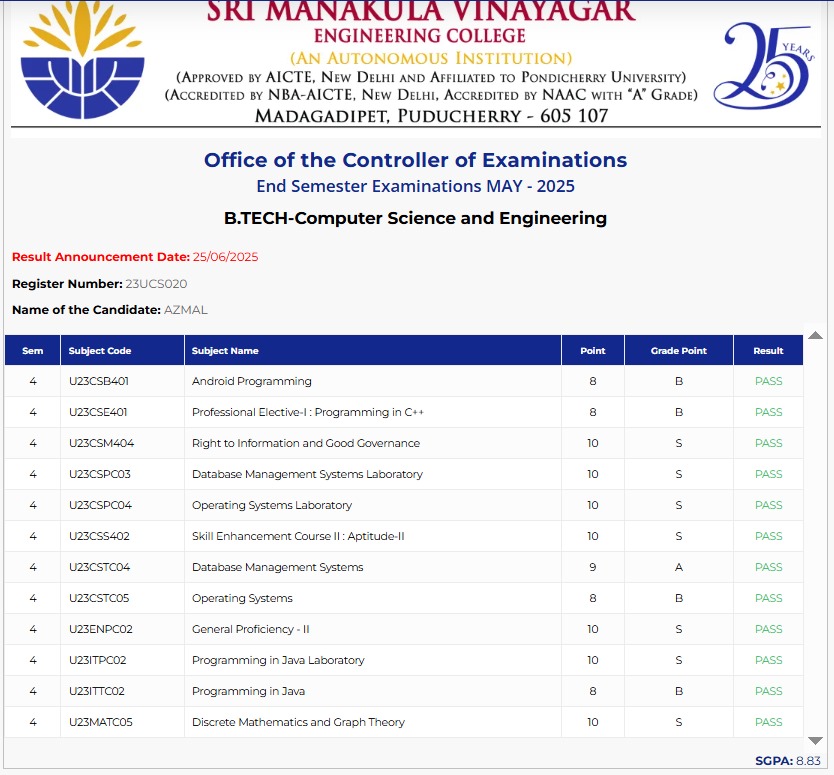 SRI MANAKULA VINAYAGAR
ENGINEERING COLLEGE
(AN AUTONOMOUS INSTITUTION)
(APPROVED BY AICTE, NEW DELHI AND AFFILIATED TO PONDICHERRY UNIVERSITY)
(ACCREDITED BY NBA-AICTE, NEW DELHI, ACCREDITED BY NAAC WITH “A” GRADE)
MADAGADIPET, PUDUCHERRY - 605 107
25 YEARS
Office of the Controller of Examinations
End Semester Examinations MAY - 2025
B.TECH-Computer Science and Engineering
Result Announcement Date: 25/06/2025
Register Number: 23UCS020
Name of the Candidate: AZMAL
Sem Subject Code Subject Name Point Grade Point Result
4 U23CSB401 Android Programming 8 B PASS
4 U23CSE401 Professional Elective-I : Programming in C++ 8 B PASS
4 U23CSM404 Right to Information and Good Governance 10 S PASS
4 U23CSPC03 Database Management Systems Laboratory 10 S PASS
4 U23CSPC04 Operating Systems Laboratory 10 S PASS
4 U23CSS402 Skill Enhancement Course II : Aptitude-II 10 S PASS
4 U23CSTC04 Database Management Systems 9 A PASS
4 U23CSTC05 Operating Systems 8 B PASS
4 U23ENPC02 General Proficiency - II 10 S PASS
4 U23ITPC02 Programming in Java Laboratory 10 S PASS
4 U23ITTC02 Programming in Java 8 B PASS
4 U23MATC05 Discrete Mathematics and Graph Theory 10 S PASS
SGPA: 8.83